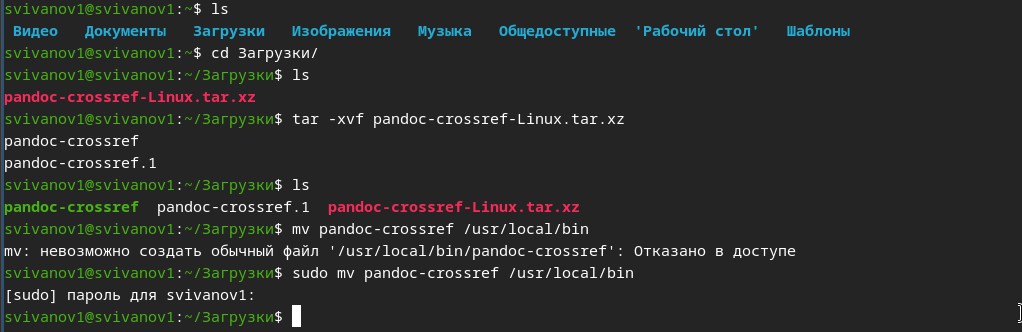 svivanov1@svivanov1:~$ ls
Видео Документы Загрузки Изображения Музыка Общедоступные 'Рабочий стол' Шаблоны
svivanov1@svivanov1:~$ cd Загрузки/
svivanov1@svivanov1:~/Загрузки$ ls
pandoc-crossref-Linux.tar.xz
svivanov1@svivanov1:~/Загрузки$ tar -xvf pandoc-crossref-Linux.tar.xz
pandoc-crossref
pandoc-crossref.1
svivanov1@svivanov1:~/Загрузки$ ls
pandoc-crossref pandoc-crossref.1 pandoc-crossref-Linux.tar.xz
svivanov1@svivanov1:~/Загрузки$ mv pandoc-crossref /usr/local/bin
mv: невозможно создать обычный файл '/usr/local/bin/pandoc-crossref': Отказано в доступе
svivanov1@svivanov1:~/Загрузки$ sudo mv pandoc-crossref /usr/local/bin
[sudo] пароль для svivanov1:
svivanov1@svivanov1:~/Загрузки$